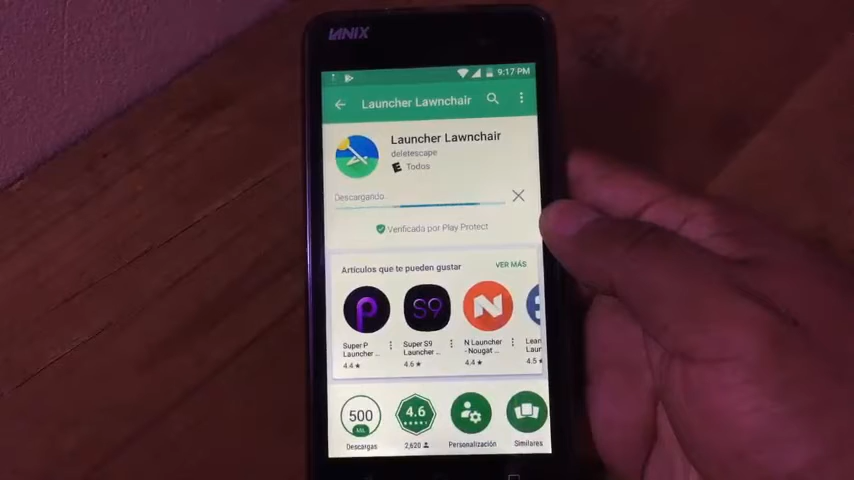 LANIX
9:17 PM
Launcher Lawnchair
Launcher Lawnchair
deletescape
E Todos
Descargando...
Verificada por Play Protect
Artículos que te pueden gustar VER MÁS
P S9 N
Super P Super S9 N Launcher Lean
Launcher ... Launcher ... - Nougat ...
4.4★ 4.6★ 4.4★ 4.5
500 4.6
MIL
Descargas 2,620 Personalización Similares